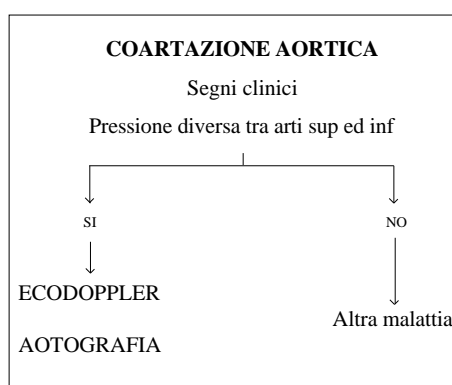 COARTAZIONE AORTICA
Segni clinici
Pressione diversa tra arti sup ed inf
SI
NO
ECODOPPLER
Altra malattia
AOTOGRAFIA